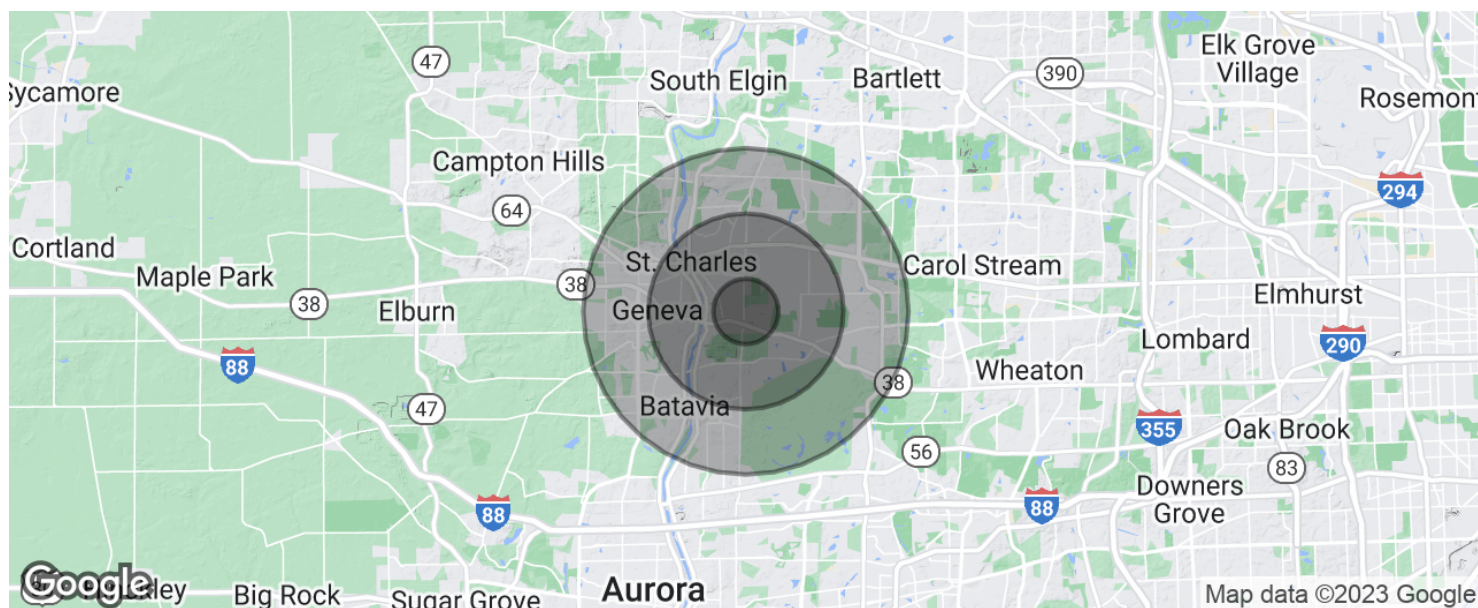 47
South Elgin
Bartlett
390
Elk Grove
Village
Rosemont
Sycamore
Campton Hills
64
294
Cortland
Maple Park
38
38
Elburn
St. Charles
Geneva
Carol Stream
Elmhurst
Lombard
290
88
47
Batavia
38
Wheaton
355
Oak Brook
56
83
88
88
Downers
Grove
Google
Big Rock
Sugar Grove
Aurora
Map data ©2023 Google